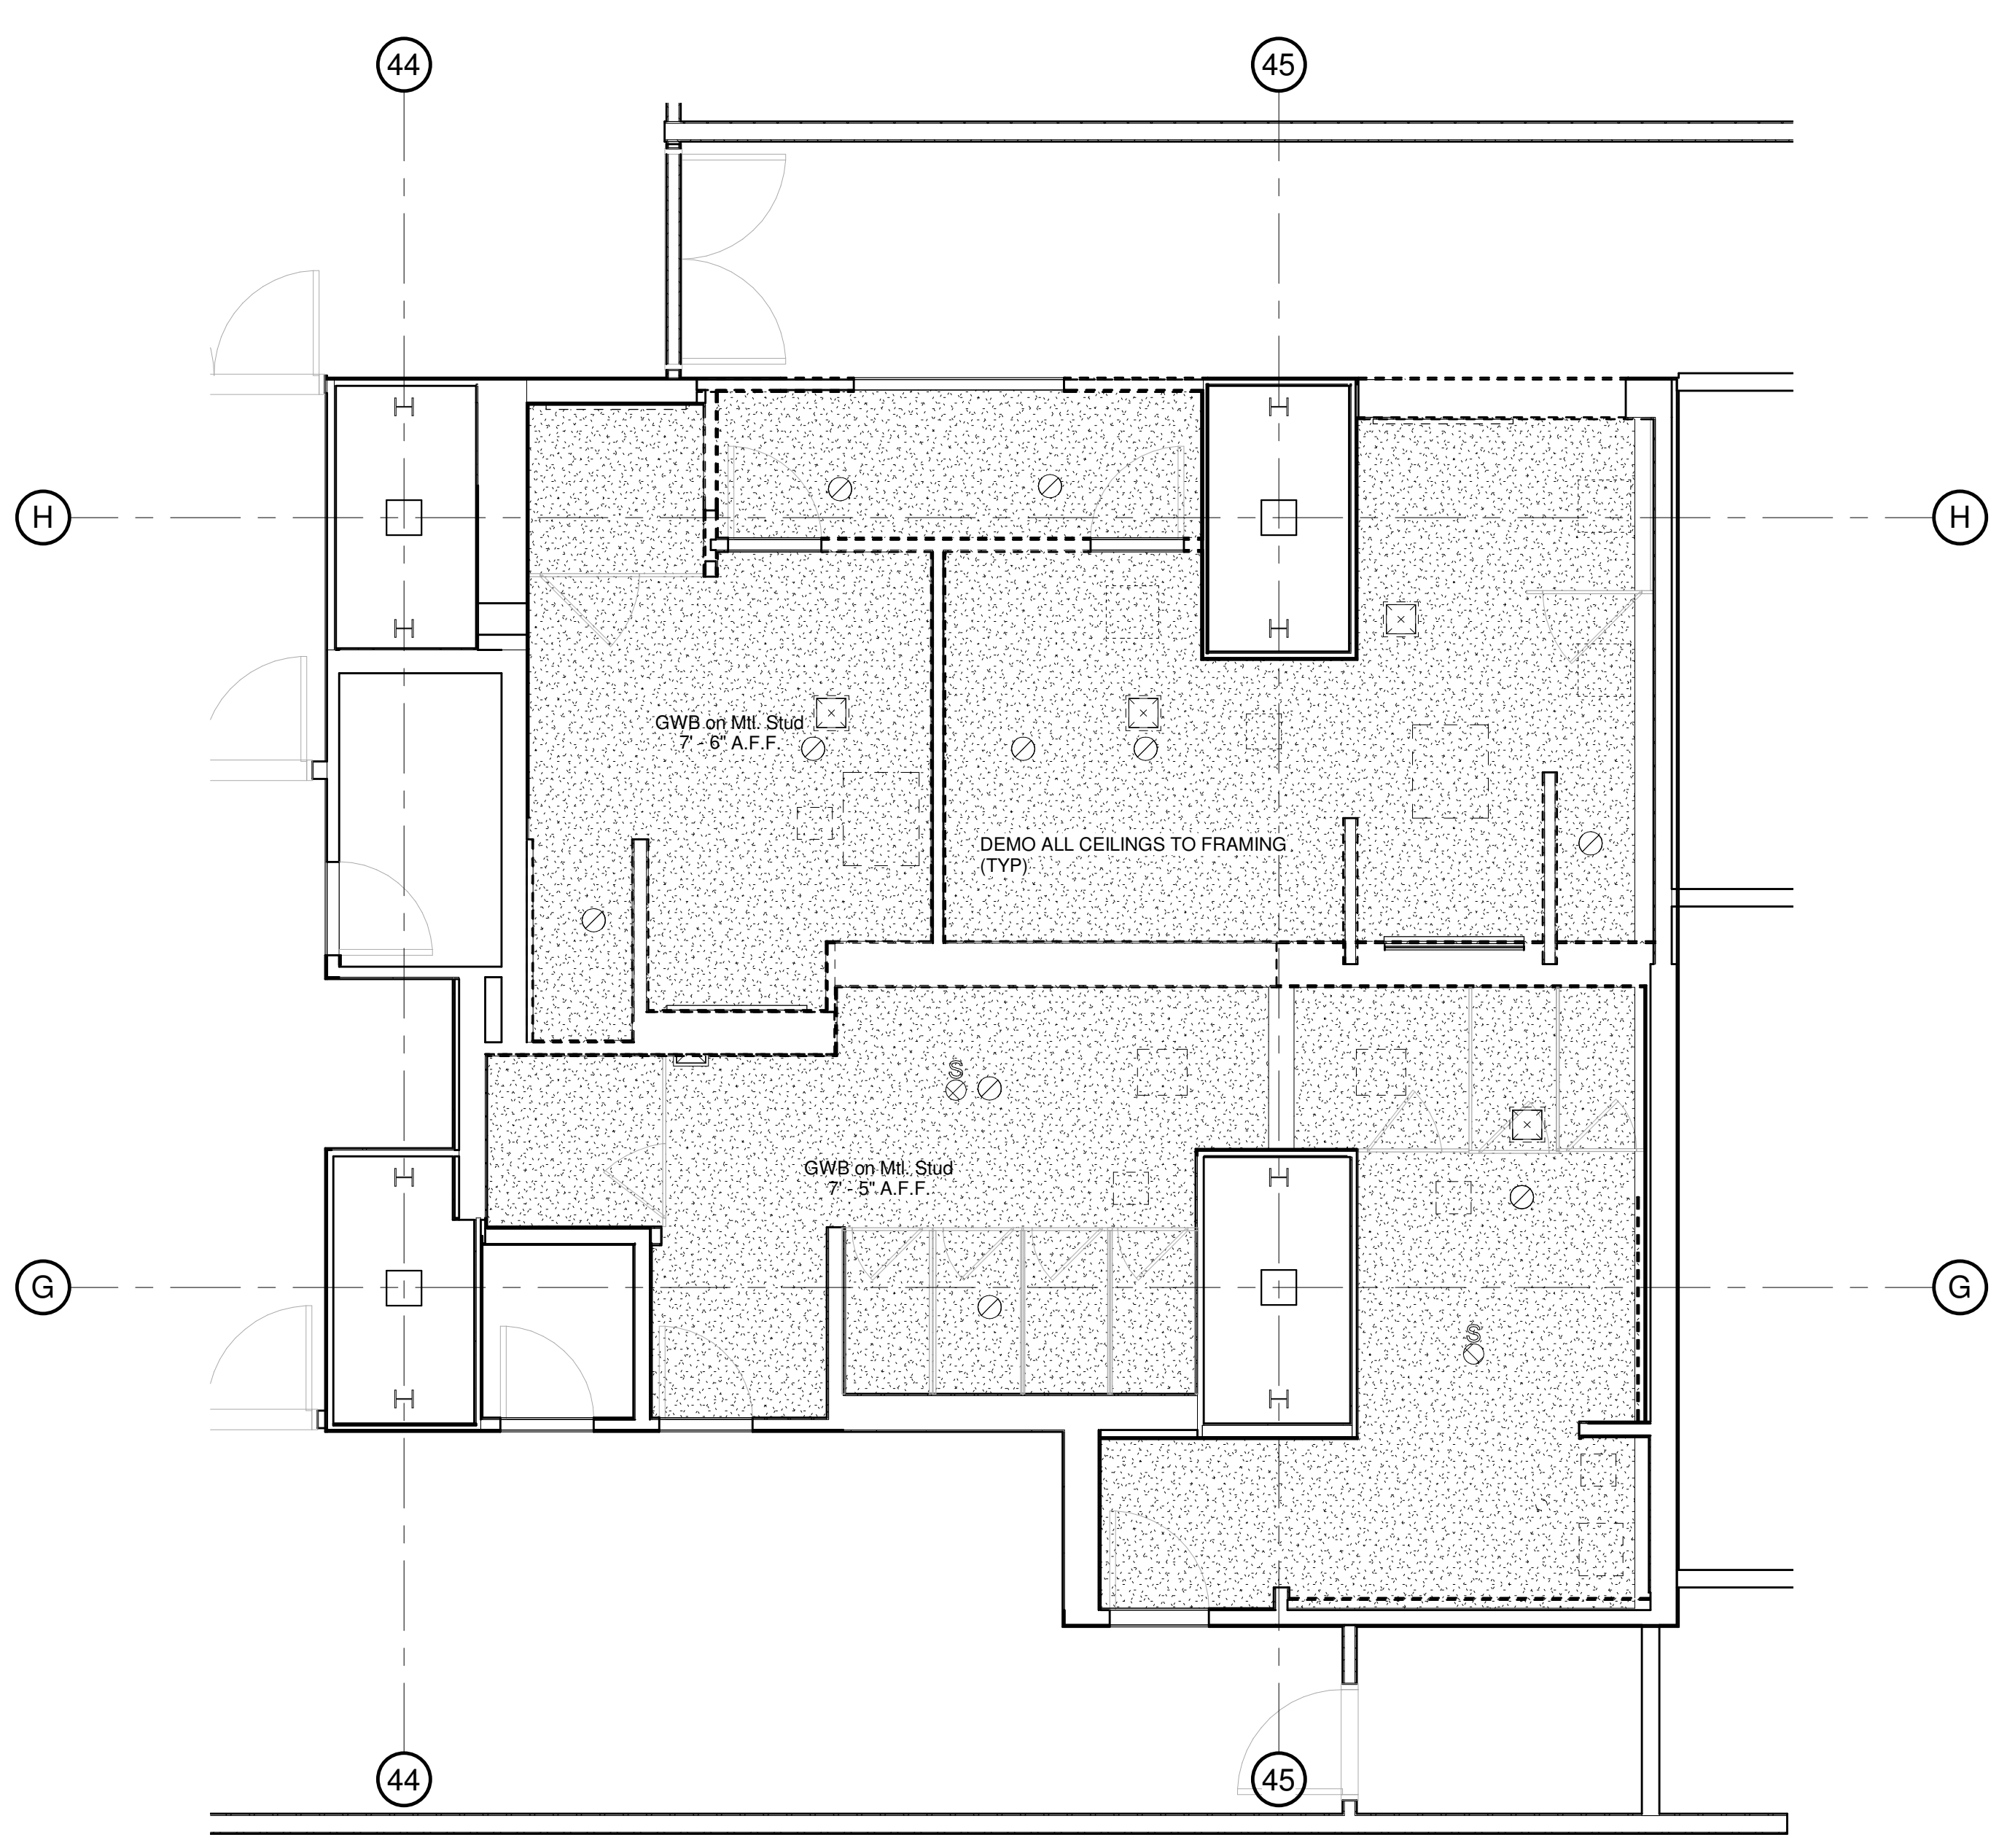 44
45
H
H
GWB on Mtl. Stud
7' - 6" A.F.F.
DEMO ALL CEILINGS TO FRAMING
(TYP)
S
GWB on Mtl. Stud
7' - 5" A.F.F.
G
G
S
44
45